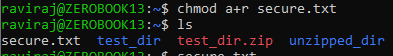 raviraj@ZEROBOOK13:~$ chmod a+r secure.txt
raviraj@ZEROBOOK13:~$ ls
secure.txt test_dir test_dir.zip unzipped_dir